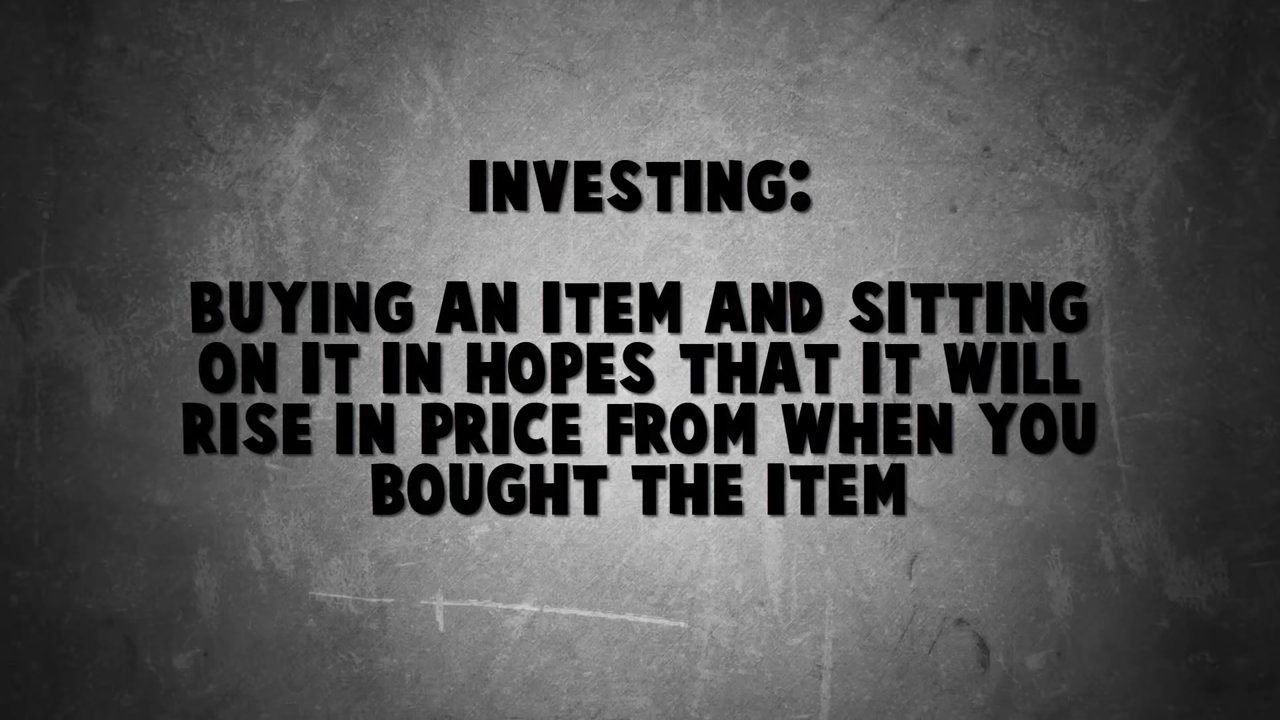 INVESTING:
BUYING AN ITEM AND SITTING
ON IT IN HOPES THAT IT WILL
RISE IN PRICE FROM WHEN YOU
BOUGHT THE ITEM